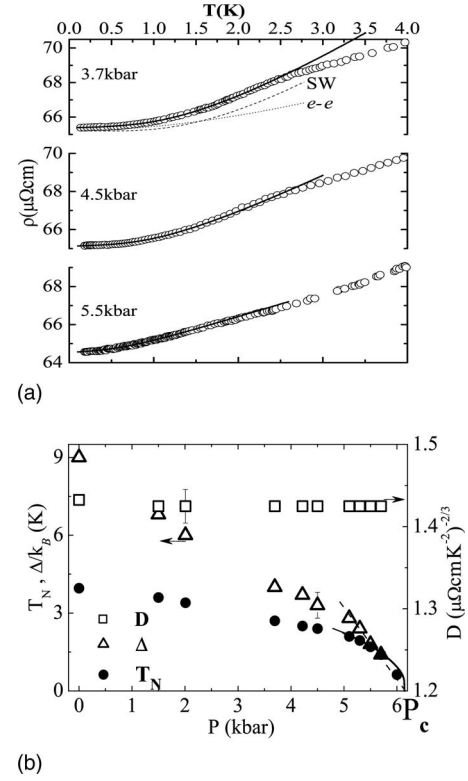 T(K)
0.0 0.5 1.0 1.5 2.0 2.5 3.0 3.5 4.0
70
68
66
3.7kbar
SW
e-e
70
68
66
4.5kbar
ρ(μΩcm)
68
66
64
5.5kbar
(a)
9
6
3
0
T_N , Δ/k_B (K)
1.5
1.4
1.3
1.2
D (μΩcmK⁻²)⁻²/³
D
Δ
T_N
0 1 2 3 4 5 6
P_c
P (kbar)
(b)